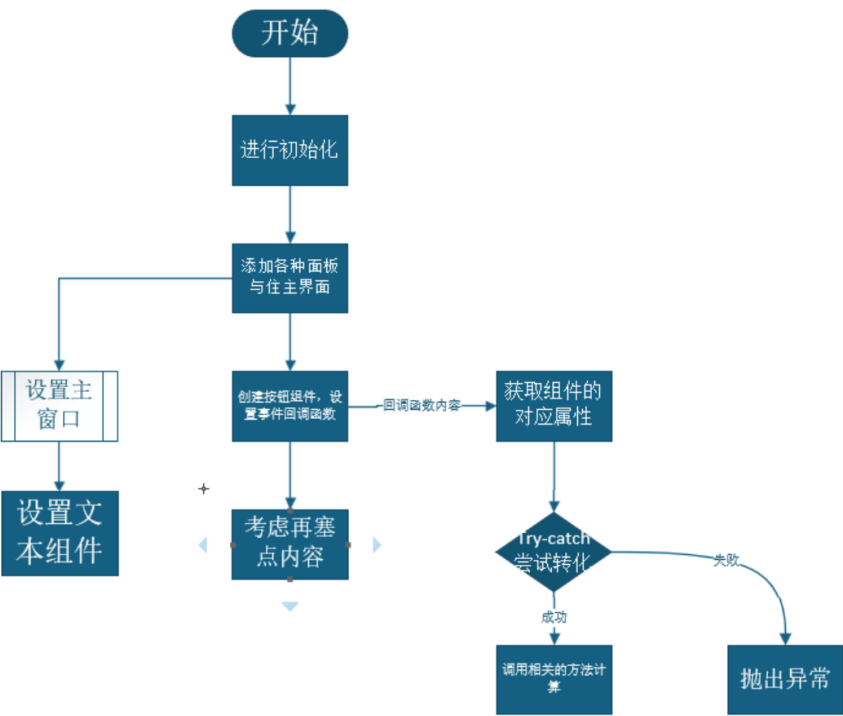 开始
进行初始化
添加各种面板
与住主界面
设置主
窗口
创建按钮组件，设
置事件回调函数
回调函数内容
获取组件的
对应属性
设置文
本组件
考虑再塞
点内容
Try-catch
尝试转化
失败
成功
调用相关的方法计
算
抛出异常